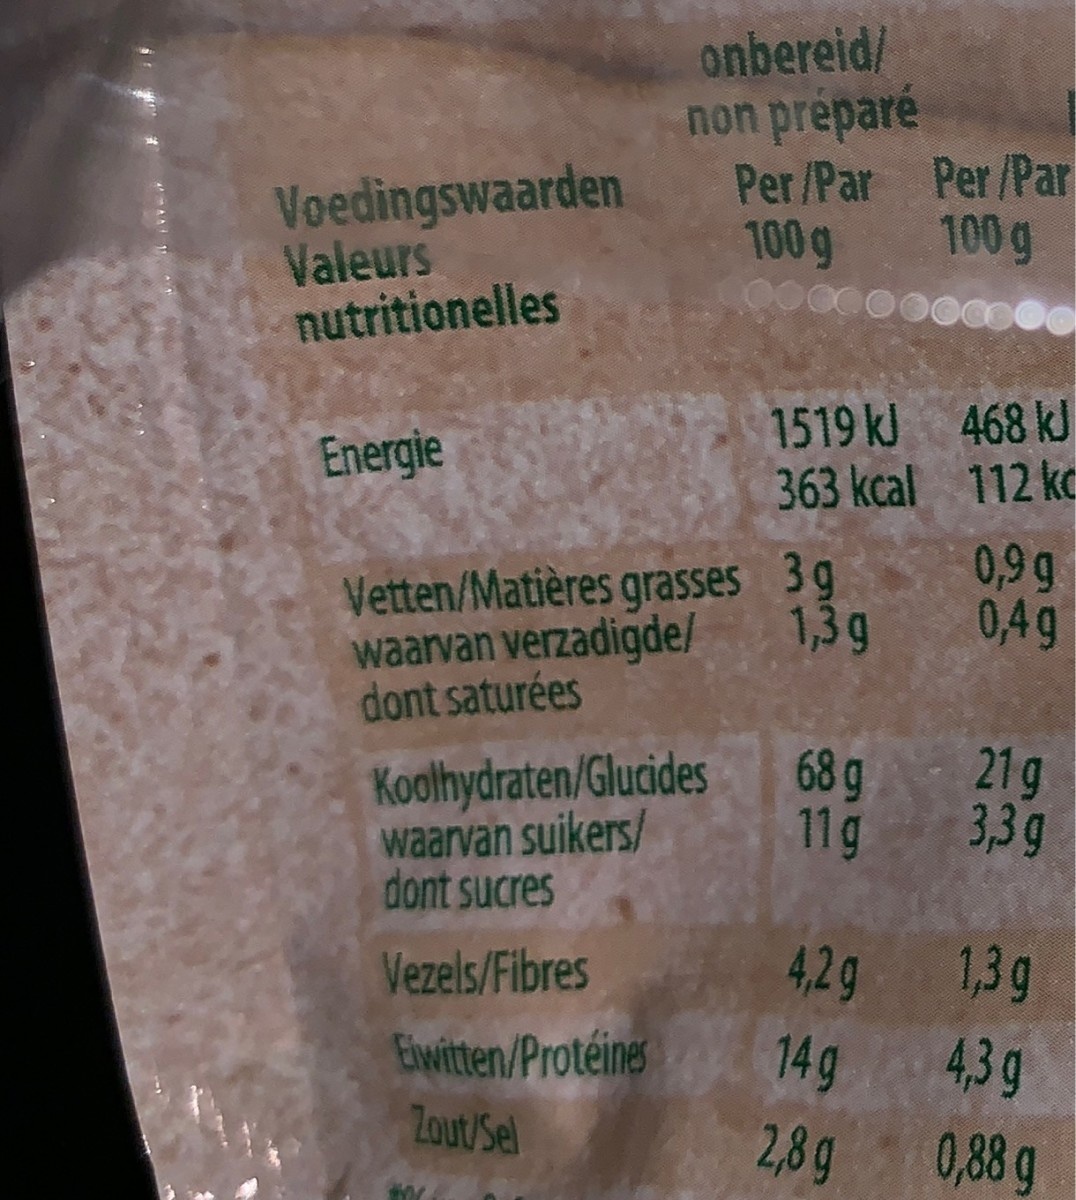 onbereid/
non préparé
Voedingswaarden Per /Par Per /Par
Valeurs 100 g 100 g
nutritionelles
Energie 1519 kJ 468 kJ
363 kcal 112 kc
Vetten/Matières grasses 3 g 0,9 g
waarvan verzadigde/ 1,3 g 0,4 g
dont saturées
Koolhydraten/Glucides 68 g 21 g
waarvan suikers/ 11 g 3,3 g
dont sucres
Vezels/Fibres 4,2 g 1,3 g
Eiwitten/Protéines 14 g 4,3 g
Zout/Sel 2,8 g 0,88 g